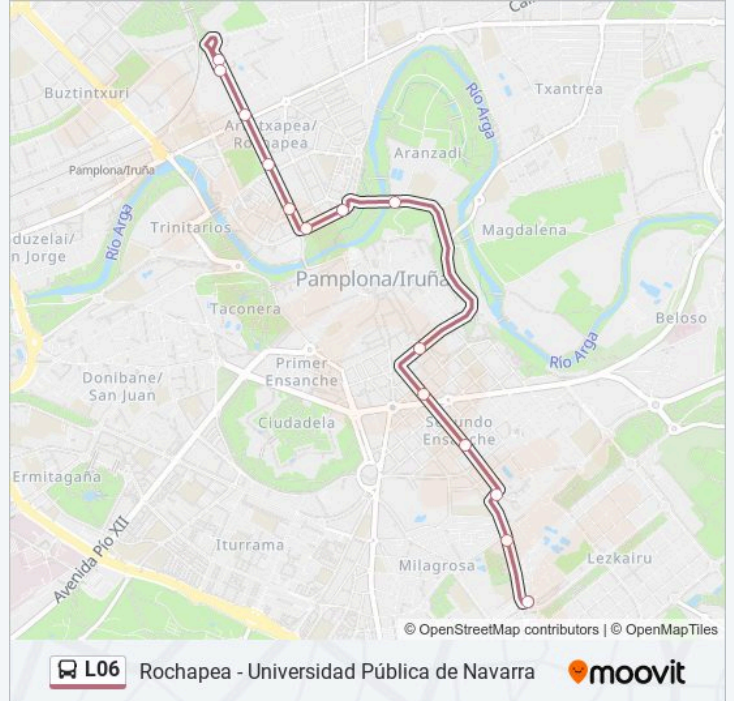 Buztintxuri
Txantrea
Río Arga
Aranzadi
Pamplona/Iruña
Río Arga
Trinitarios
Magdalena
duzelai/
n Jorge
Pamplona/Iruña
Taconera
Beloso
Río Arga
Primer
Ensanche
Donibane/
San Juan
Ciudadela
Ermitagaña
Avenida Pío XII
Iturrama
Milagrosa
Lezkairu
© OpenStreetMap contributors | © OpenMapTiles
L06
Rochapea - Universidad Pública de Navarra
moovit